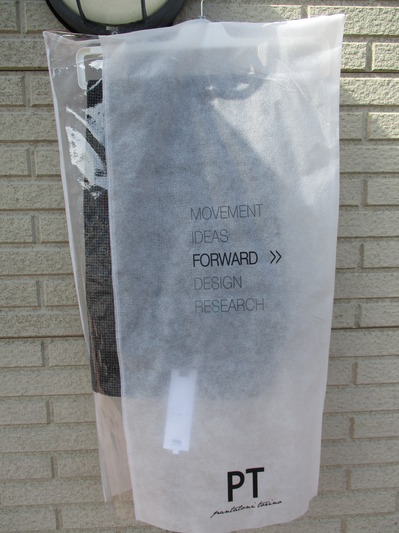 MOVEMENT
IDEAS
FORWARD >>
DESIGN
RESEARCH
PT
pantaloni torino